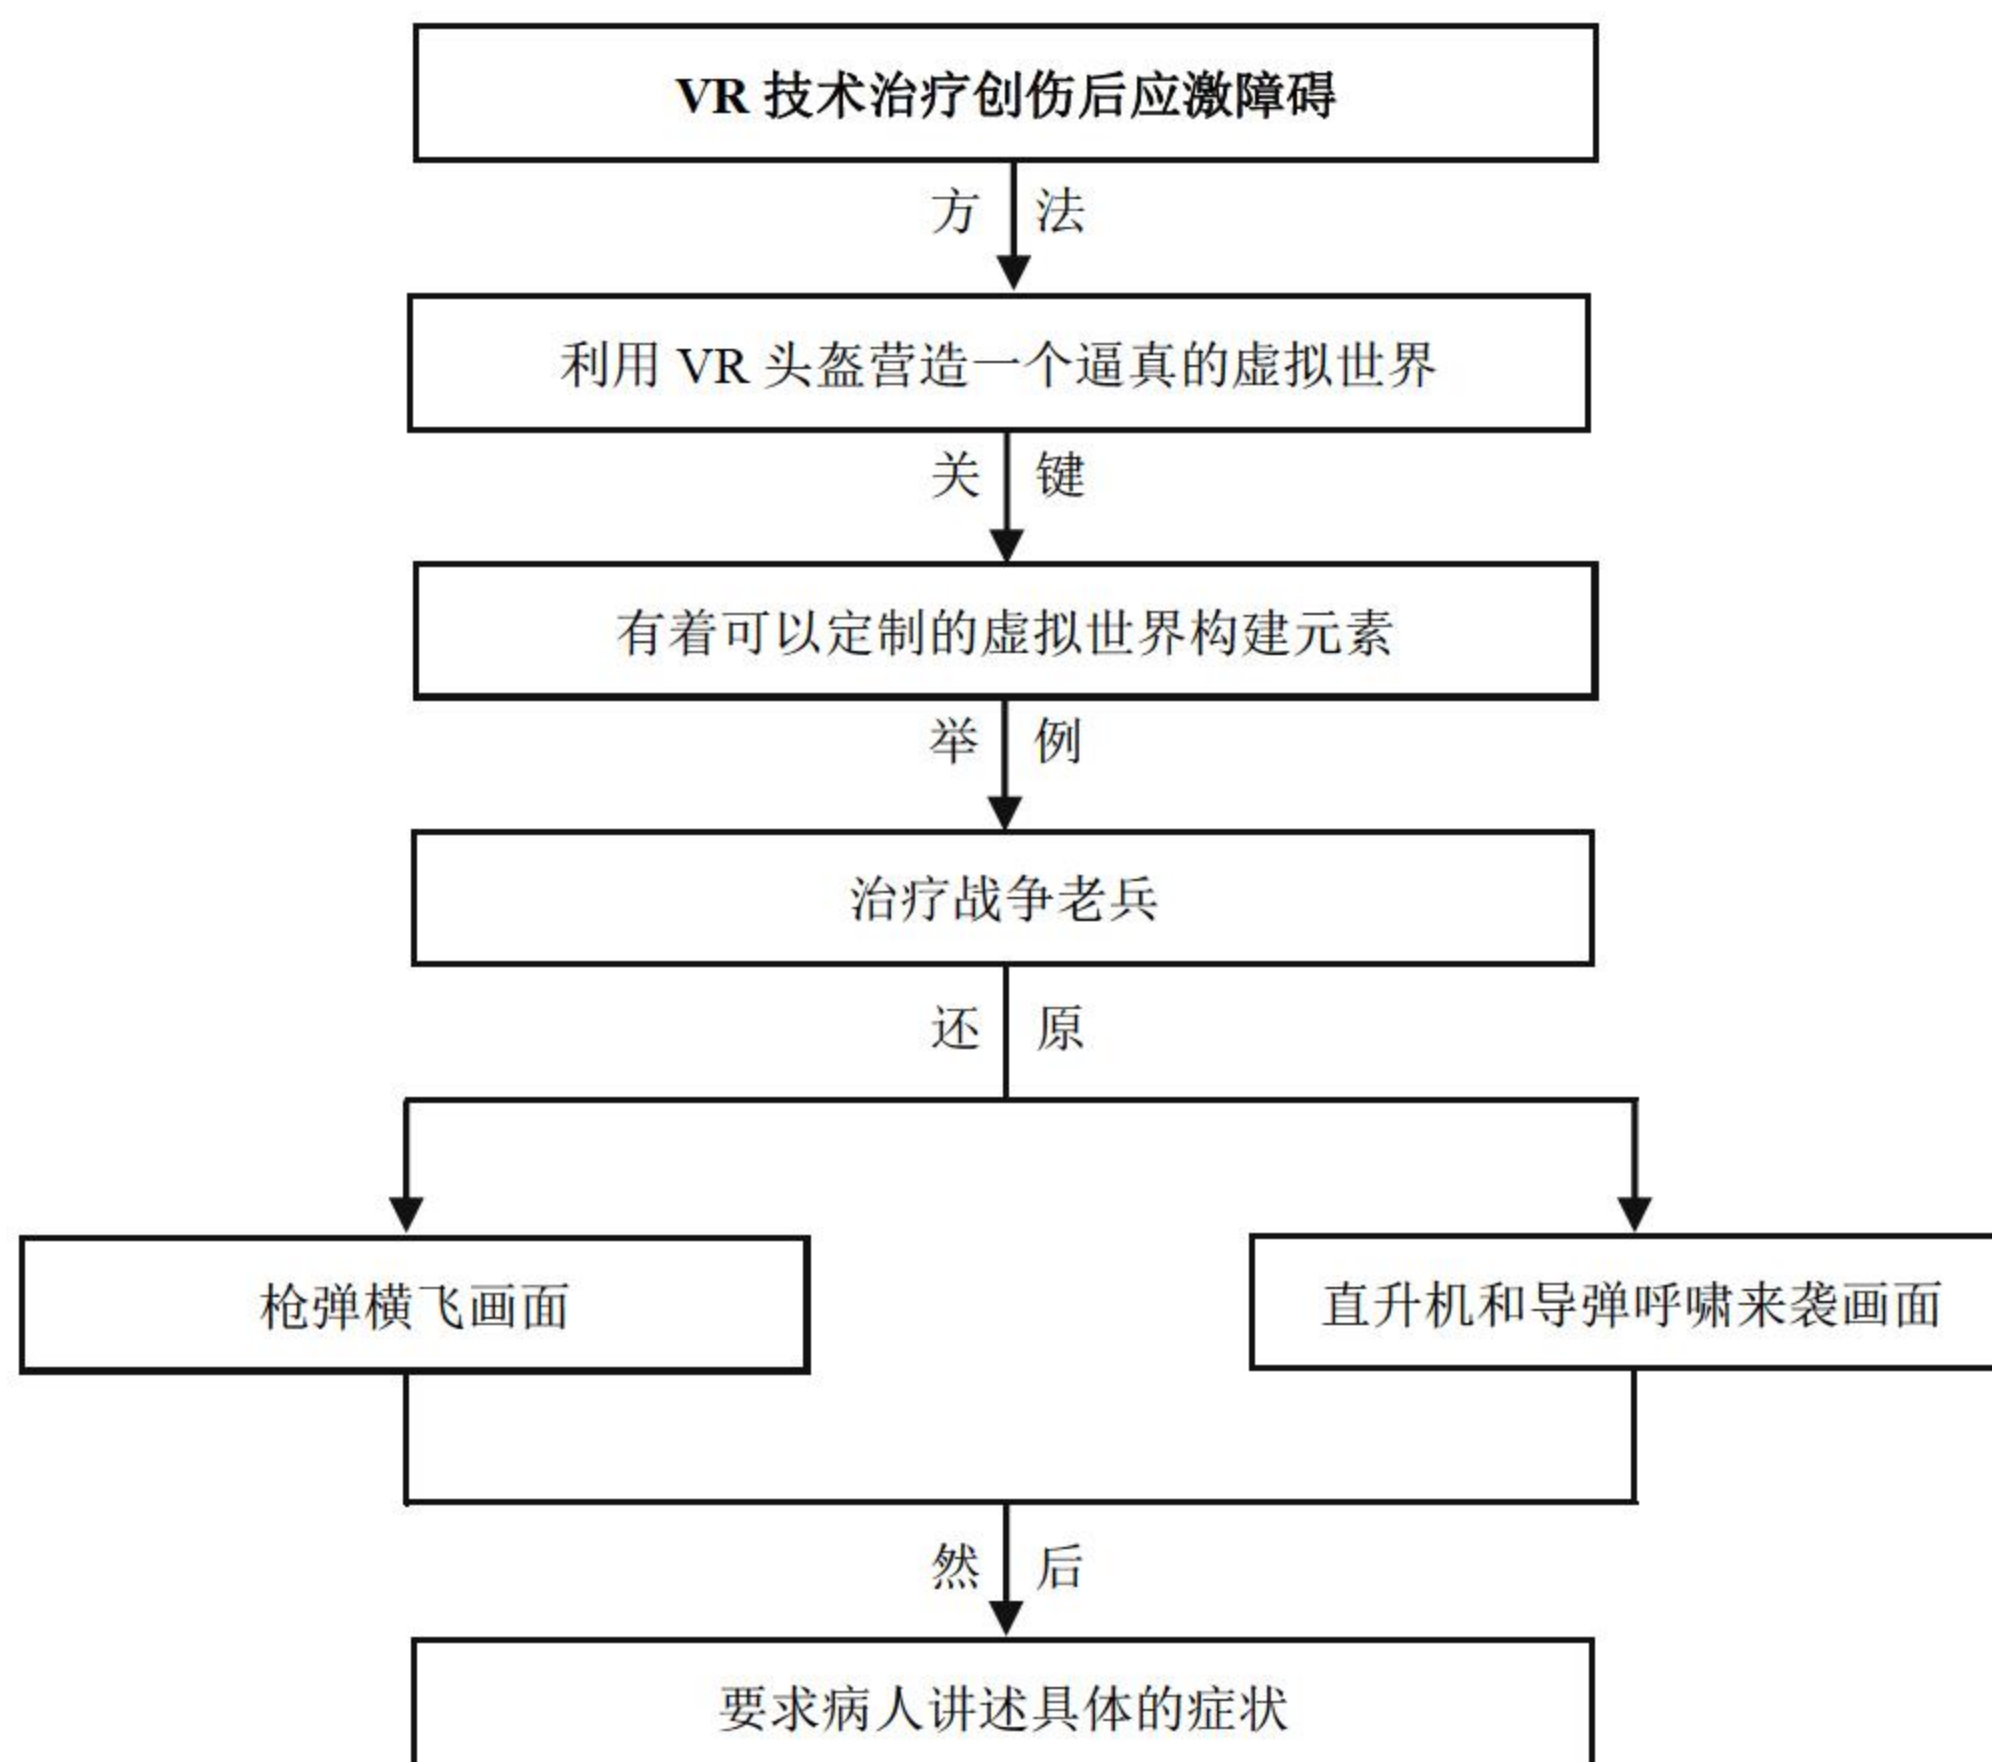 VR 技术治疗创伤后应激障碍
方 法
利用 VR 头盔营造一个逼真的虚拟世界
关 键
有着可以定制的虚拟世界构建元素
举 例
治疗战争老兵
还 原
枪弹横飞画面
直升机和导弹呼啸来袭画面
然 后
要求病人讲述具体的症状